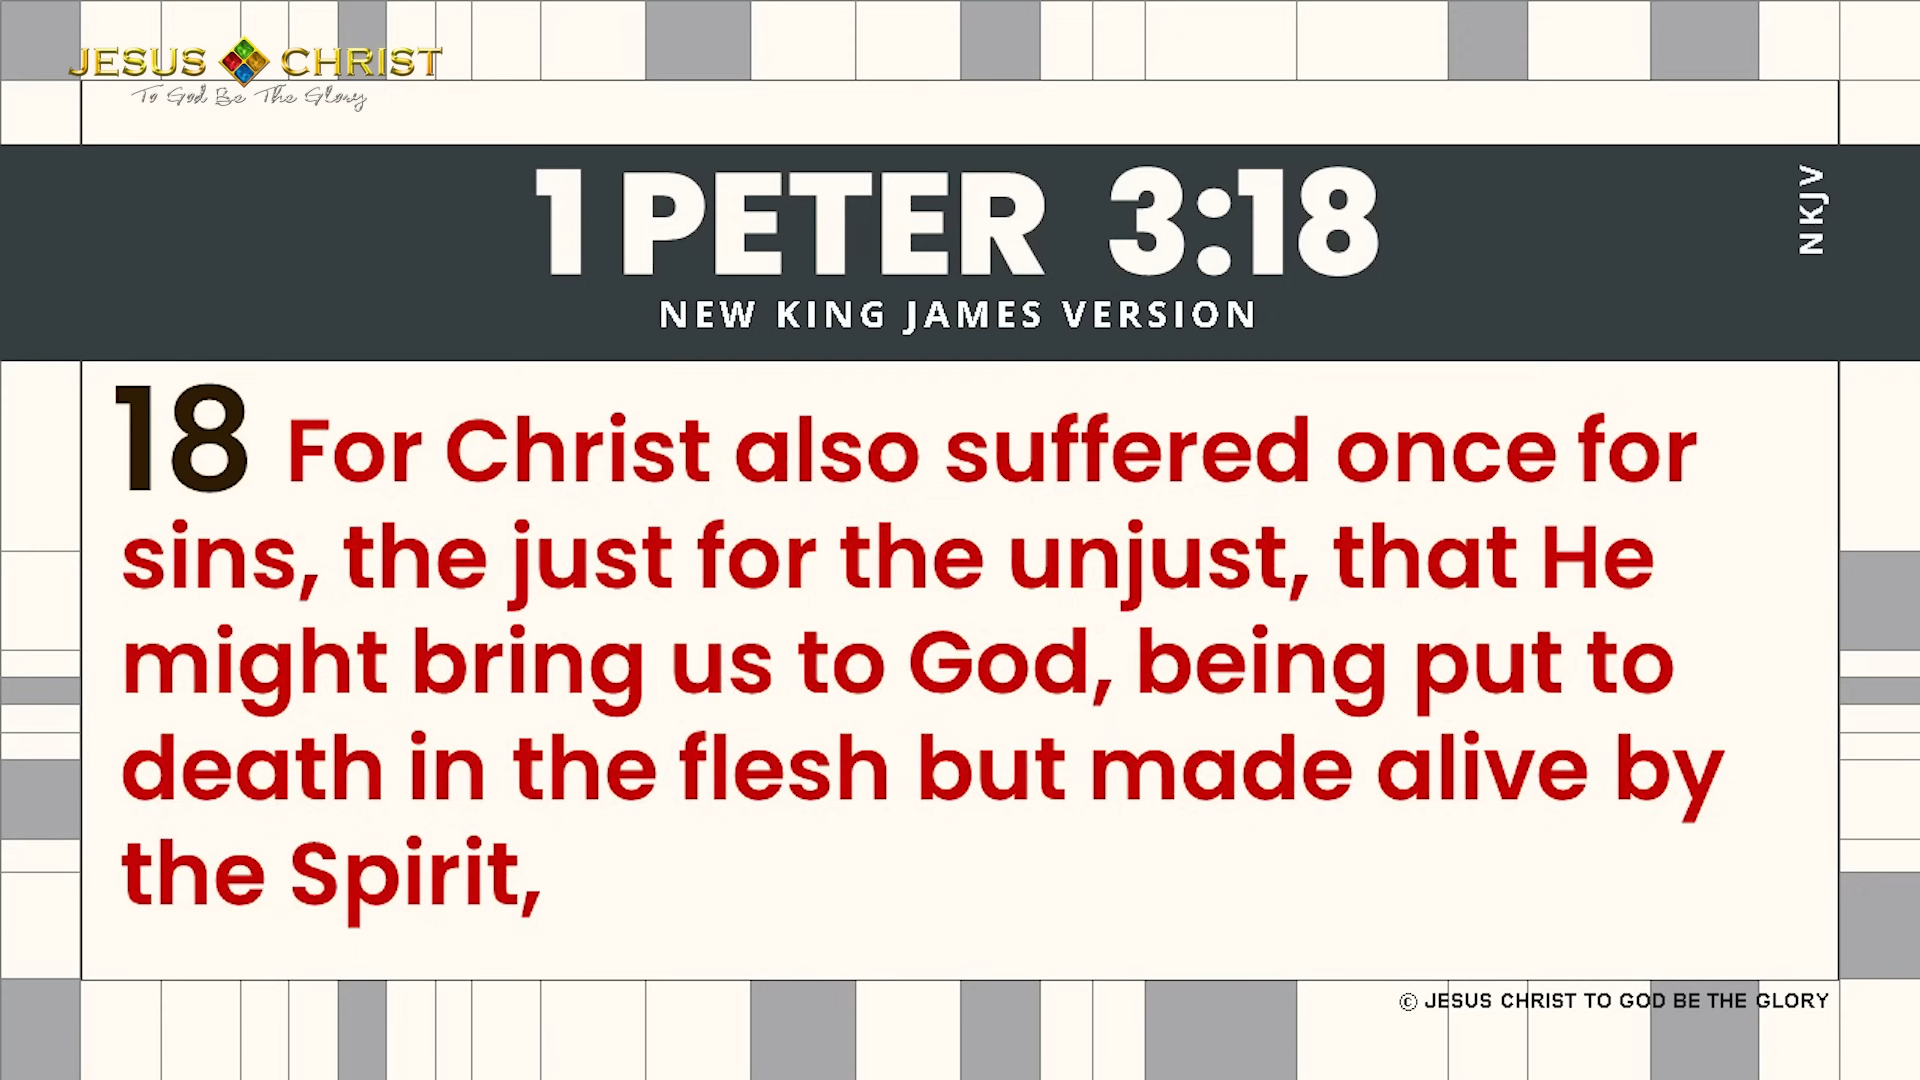 JESUS CHRIST
To God Be The Glory
1 PETER 3:18
NKJV
NEW KING JAMES VERSION
18 For Christ also suffered once for
sins, the just for the unjust, that He
might bring us to God, being put to
death in the flesh but made alive by
the Spirit,
© JESUS CHRIST TO GOD BE THE GLORY